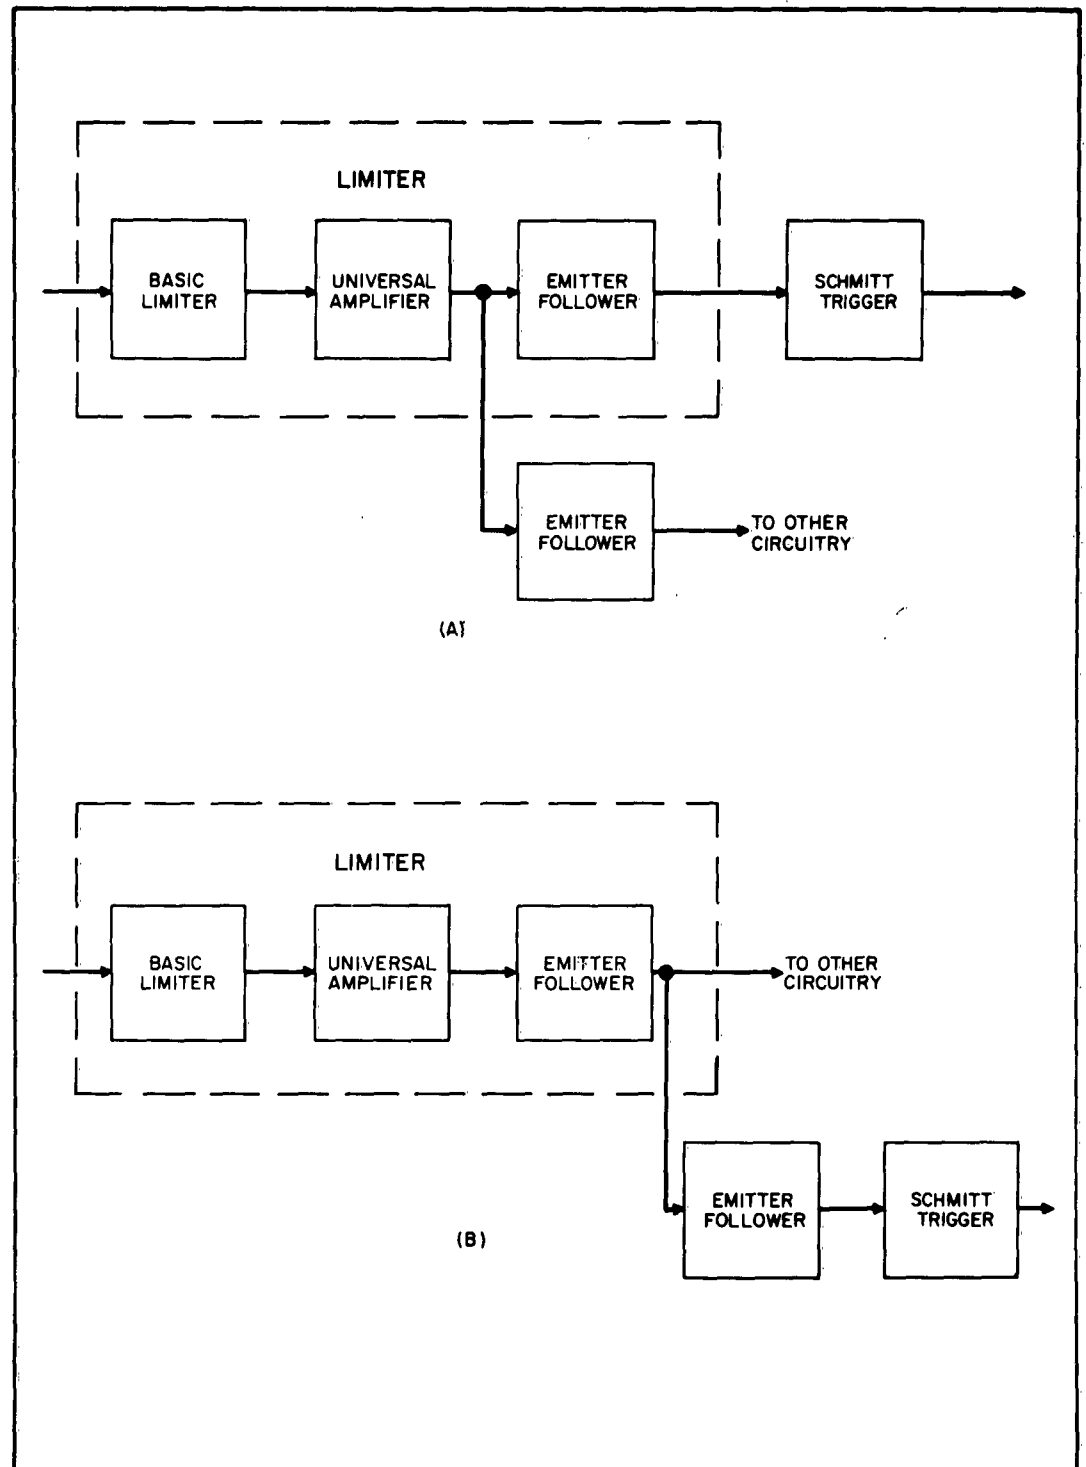 LIMITER
BASIC
LIMITER
UNIVERSAL
AMPLIFIER
EMITTER
FOLLOWER
SCHMITT
TRIGGER
EMITTER
FOLLOWER
TO OTHER
CIRCUITRY
(A)
LIMITER
BASIC
LIMITER
UNIVERSAL
AMPLIFIER
EMITTER
FOLLOWER
TO OTHER
CIRCUITRY
EMITTER
FOLLOWER
SCHMITT
TRIGGER
(B)